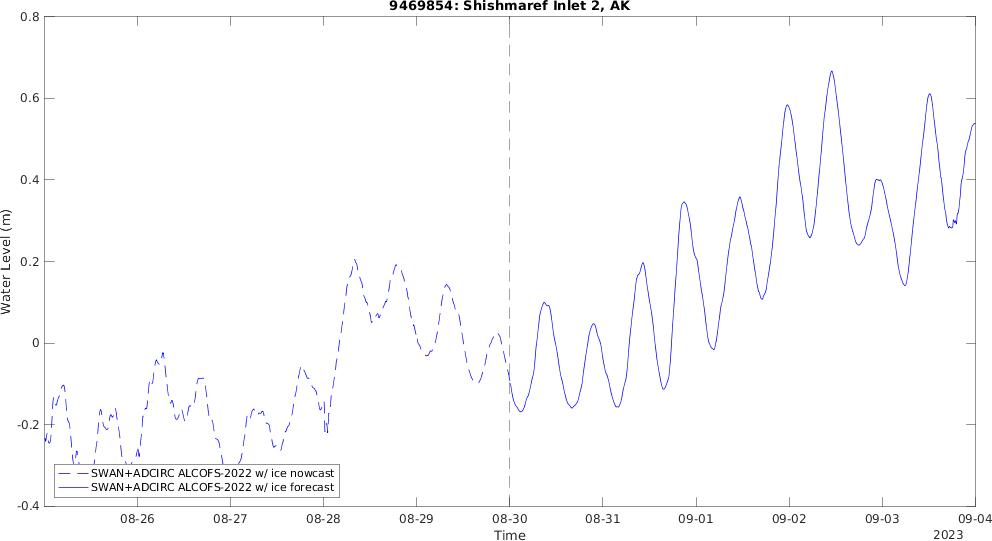 9469854: Shishmaref Inlet 2, AK
0.8
0.6
0.4
0.2
0
-0.2
-0.4
Water Level (m)
SWAN+ADCIRC ALCOFS-2022 w/ ice nowcast
SWAN+ADCIRC ALCOFS-2022 w/ ice forecast
08-26 08-27 08-28 08-29 08-30 08-31 09-01 09-02 09-03 09-04
Time
2023